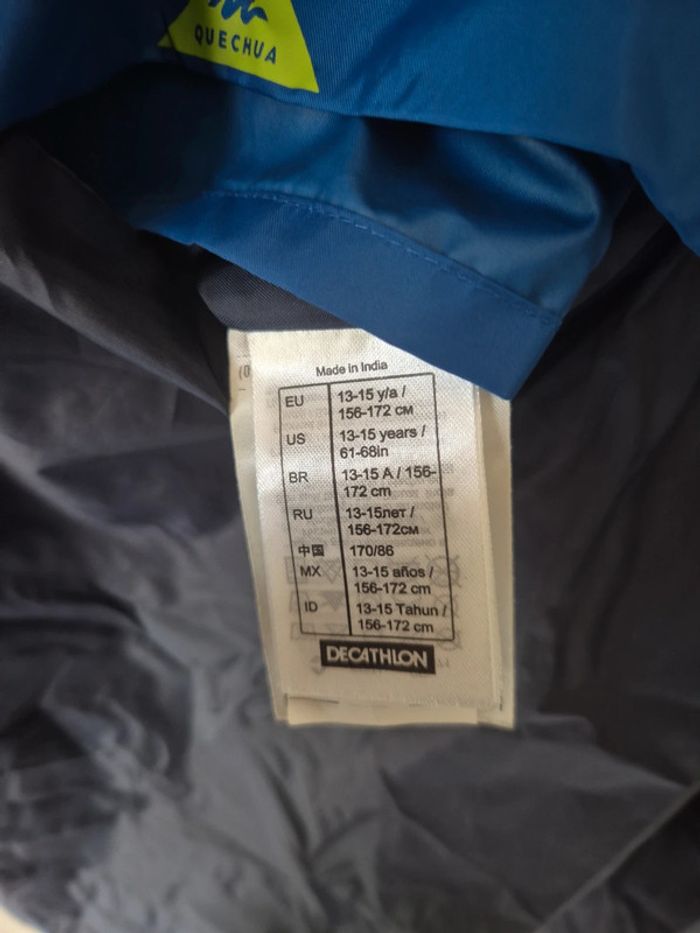 QUECHUA
(0
Made in India
EU 13-15 y/a /
156-172 см
US 13-15 years /
61-68in
BR 13-15 A / 156-
172 cm
RU 13-15лет /
156-172см
中国 170/86
MX 13-15 años /
156-172 cm
ID 13-15 Tahun /
156-172 cm
DECATHLON